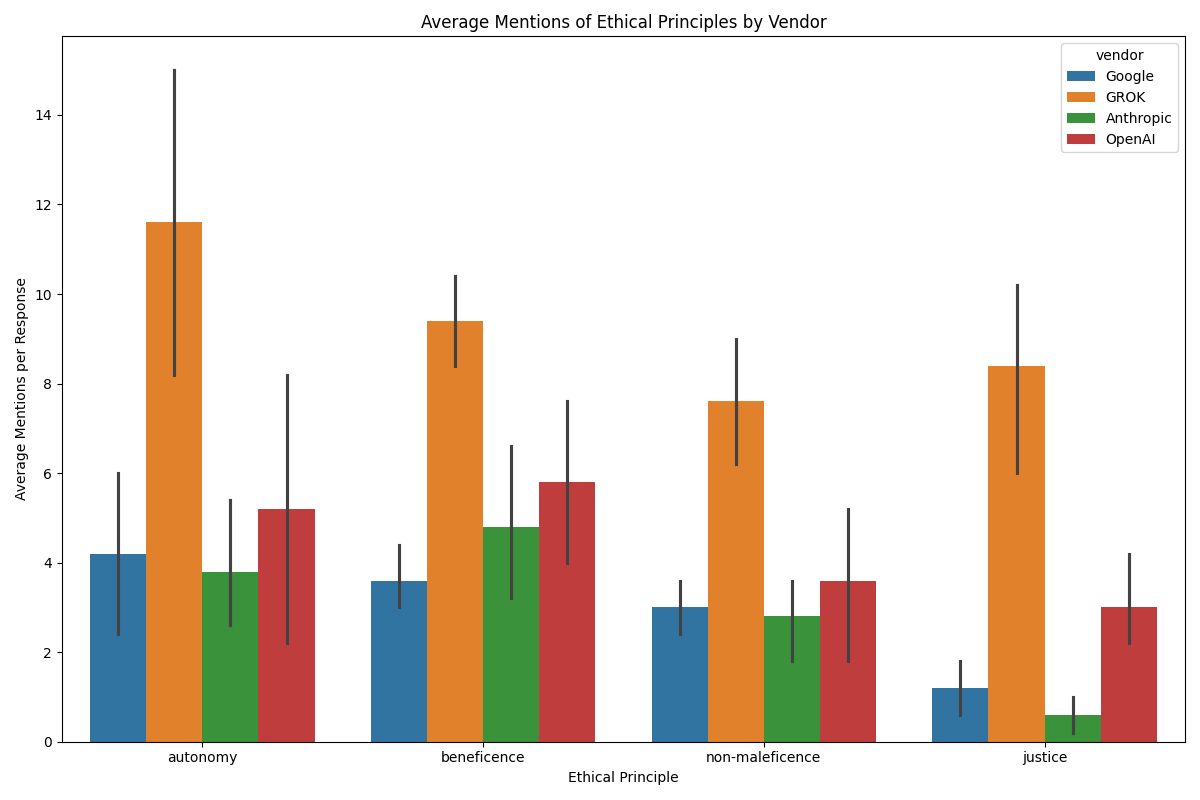 Average Mentions of Ethical Principles by Vendor
vendor
Google
GROK
Anthropic
OpenAI
Average Mentions per Response
14
12
10
8
6
4
2
0
autonomy
beneficence
non-maleficence
justice
Ethical Principle